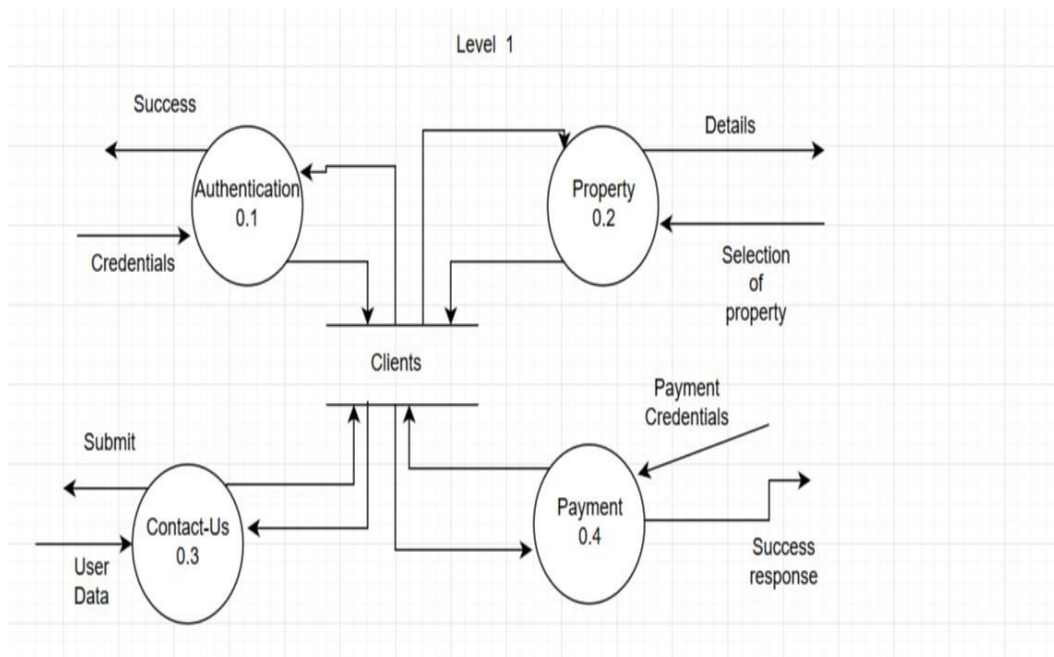 Level 1
Success
Authentication
0.1
Credentials
Details
Property
0.2
Selection
of
property
Clients
Submit
Contact-Us
0.3
User
Data
Payment
Credentials
Payment
0.4
Success
response